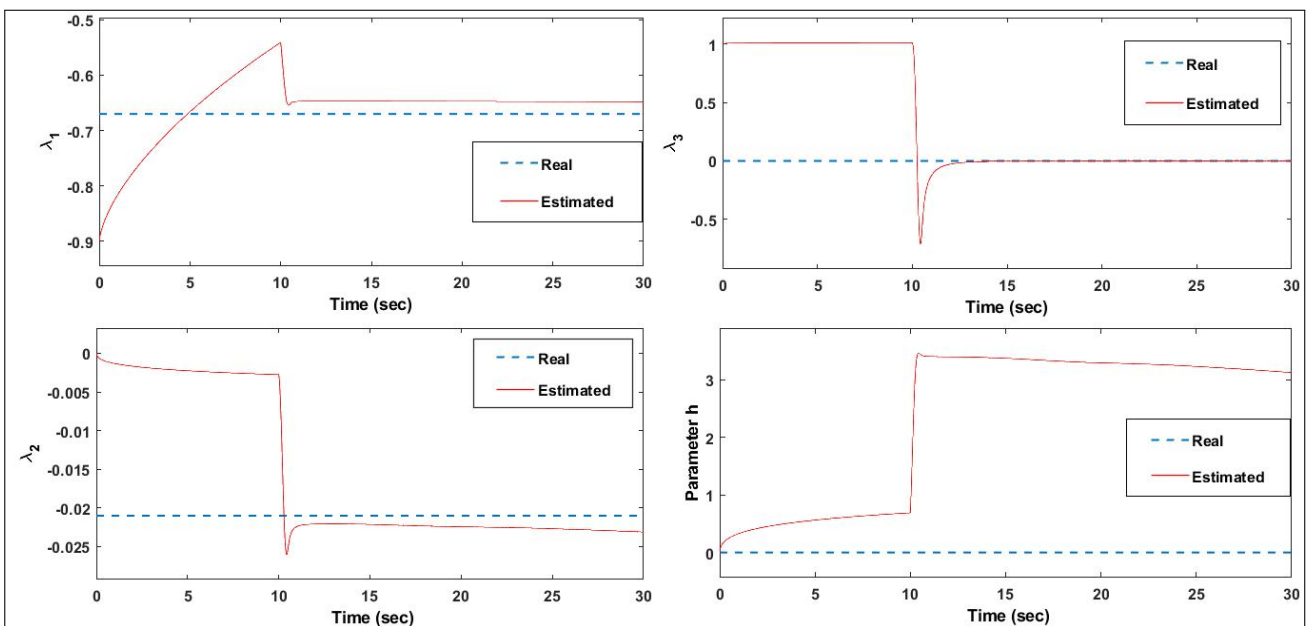 -0.5
-0.6
-0.7
-0.8
-0.9
λ1
Real
Estimated
0 5 10 15 20 25 30
Time (sec)
1
0.5
0
-0.5
λ3
Real
Estimated
0 5 10 15 20 25 30
Time (sec)
0
-0.005
-0.01
-0.015
-0.02
-0.025
λ2
Real
Estimated
0 5 10 15 20 25 30
Time (sec)
3
2
1
0
Parameter h
Real
Estimated
0 5 10 15 20 25 30
Time (sec)